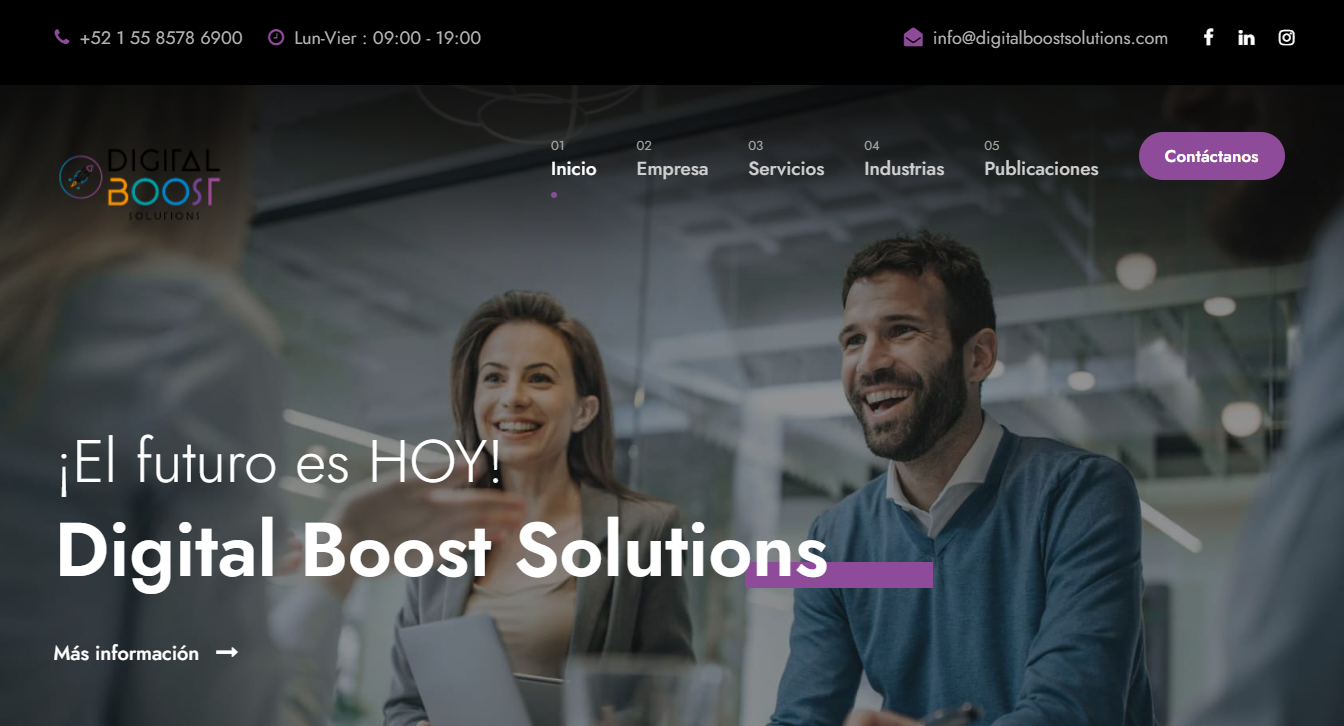 +52 1 55 8578 6900 Lun-Vier : 09:00 - 19:00 info@digitalboostsolutions.com
01 02 03 04 05
Inicio Empresa Servicios Industrias Publicaciones Contáctanos
DIGITAL
BOOST
SOLUTIONS
¡El futuro es HOY!
Digital Boost Solutions
Más información